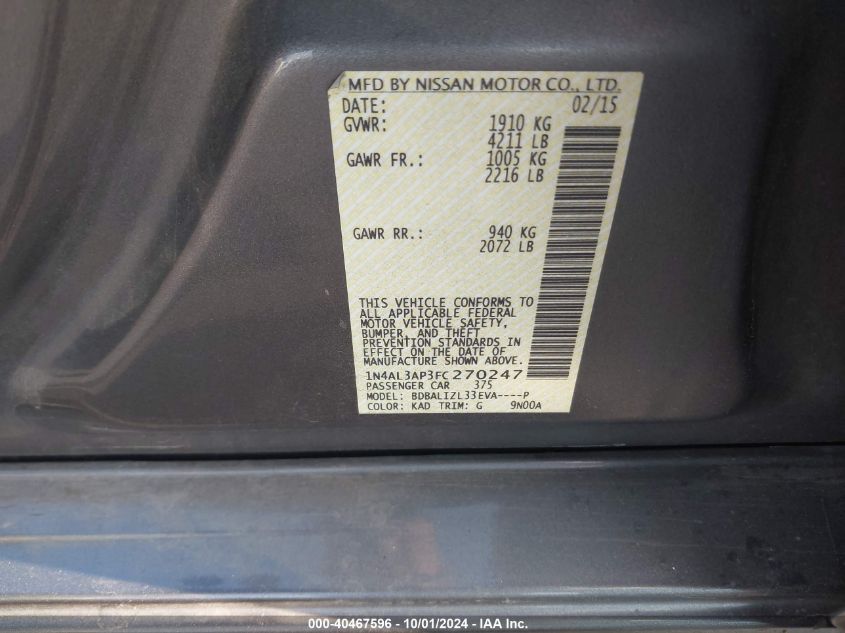 MFD BY NISSAN MOTOR CO., LTD.
DATE: 02/15
GVWR: 1910 KG
4211 LB
GAWR FR.: 1005 KG
2216 LB
GAWR RR.: 940 KG
2072 LB
THIS VEHICLE CONFORMS TO
ALL APPLICABLE FEDERAL
MOTOR VEHICLE SAFETY,
BUMPER, AND THEFT
PREVENTION STANDARDS IN
EFFECT ON THE DATE OF
MANUFACTURE SHOWN ABOVE.
1N4AL3AP3FC270247
PASSENGER CAR 375
MODEL: BDBALIZL33EVA----P
COLOR: KAD TRIM: G 9N00A
000-40467596 - 10/01/2024 - IAA Inc.